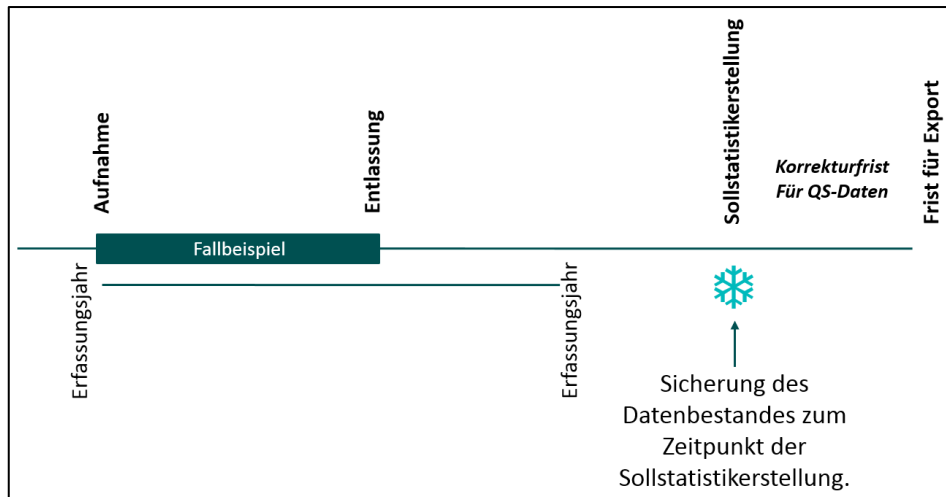 Aufnahme
Entlassung
Sollstatistikerstellung
Korrekturfrist
Für QS-Daten
Frist für Export
Fallbeispiel
Erfassungsjahr
Erfassungsjahr
Sicherung des
Datenbestandes zum
Zeitpunkt der
Sollstatistikerstellung.